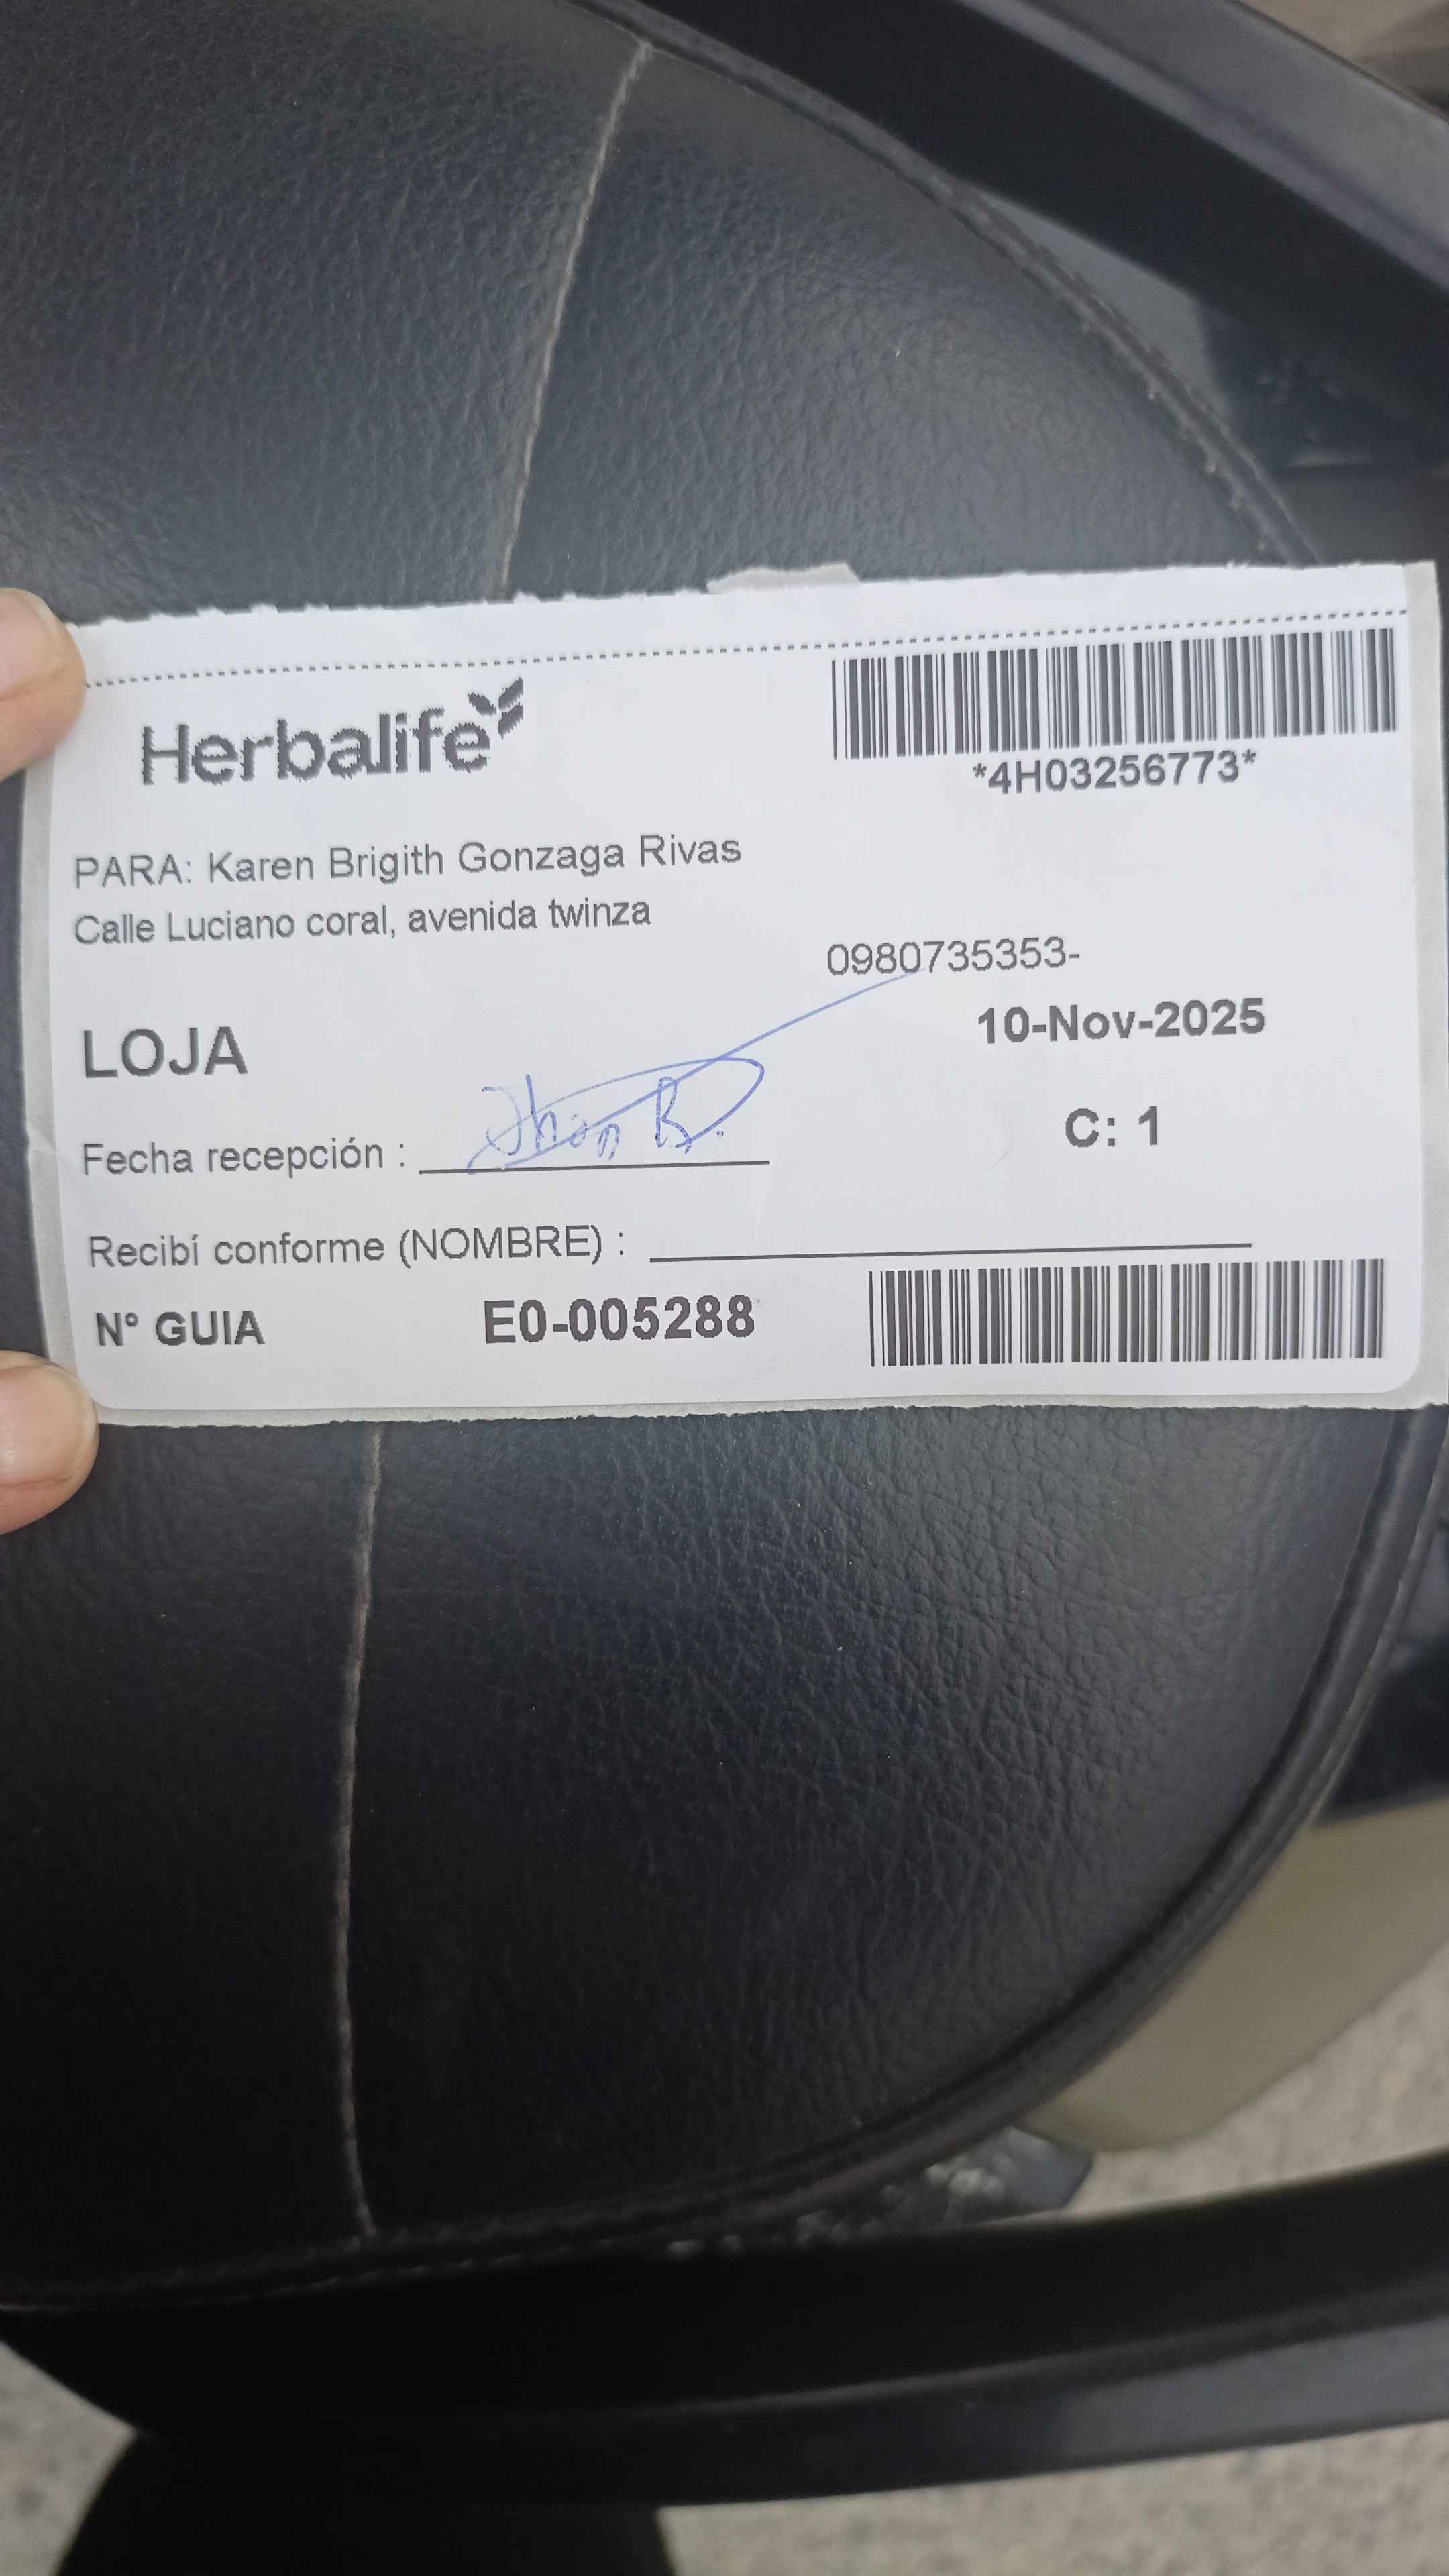 Herbalife
*4H03256773*
PARA: Karen Brigith Gonzaga Rivas
Calle Luciano coral, avenida twinza
0980735353-
LOJA
10-Nov-2025
Fecha recepción : Jhon B.
C: 1
Recibí conforme (NOMBRE) :
N° GUIA E0-005288